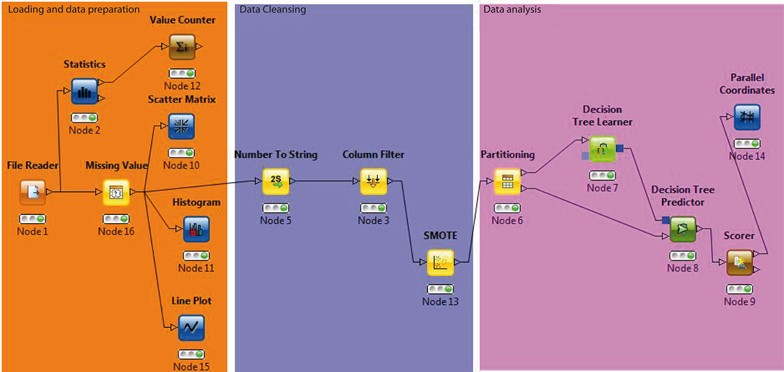 Loading and data preparation
Value Counter
Node 12
Statistics
Node 2
Scatter Matrix
Node 10
File Reader
Node 1
Missing Value
Node 16
Histogram
Node 11
Line Plot
Node 15
Data Cleansing
Number To String
2S
Node 5
Column Filter
Node 3
SMOTE
Node 13
Data analysis
Partitioning
Node 6
Decision
Tree Learner
Node 7
Decision Tree
Predictor
Node 8
Scorer
Node 9
Parallel
Coordinates
Node 14